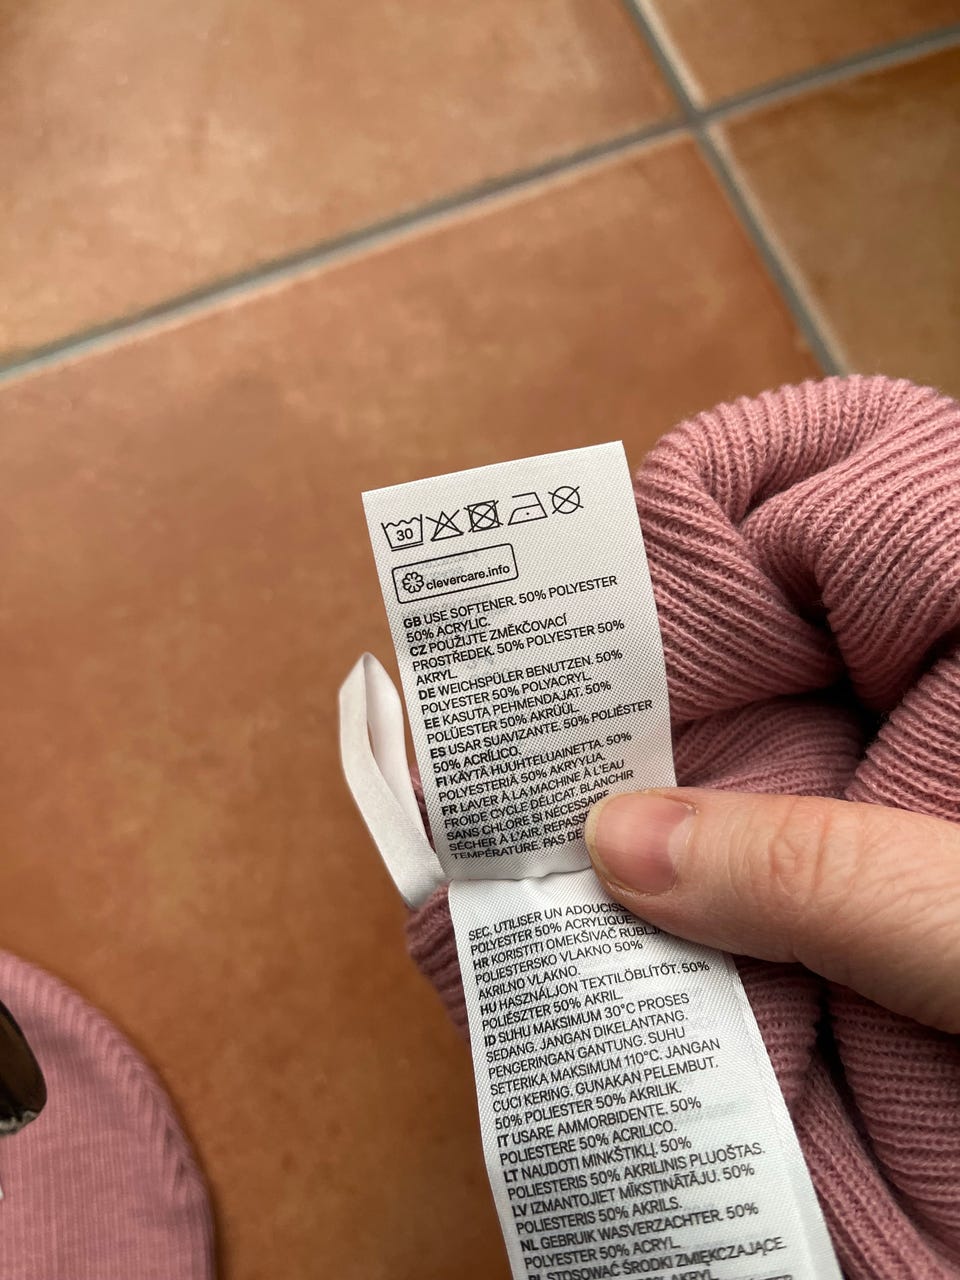 30
clevercare.info
GB USE SOFTENER. 50% POLYESTER
50% ACRYLIC.
CZ POUŽIJTE ZMĚKČOVACÍ
PROSTŘEDEK. 50% POLYESTER 50%
AKRYL.
DE WEICHSPÜLER BENUTZEN. 50%
POLYESTER 50% POLYACRYL.
EE KASUTA PEHMENDAJAT. 50%
POLÜESTER 50% AKRÜÜL.
ES USAR SUAVIZANTE. 50% POLIÉSTER
50% ACRÍLICO.
FI KÄYTÄ HUUHTELUAINETTA. 50%
POLYESTERIÄ 50% AKRYYLIA.
FR LAVER À LA MACHINE À L'EAU
FROIDE CYCLE DÉLICAT. BLANCHIR
SANS CHLORE SI NÉCESSAIRE.
SÉCHER À L'AIR.
TEMPÉRATURE. PAS DE
SEC. UTILISER UN
POLYESTER 50% ACRYLIQUE.
HR KORISTITI OMEKŠIVAČ
POLIESTERSKO VLAKNO 50%
AKRILNO VLAKNO.
HU HASZNÁLJON TEXTILÖBLÍTŐT. 50%
POLIÉSZTER 50% AKRIL.
ID SUHU MAKSIMUM 30°C PROSES
SEDANG. JANGAN DIKELANTANG.
PENGERINGAN GANTUNG. SUHU
SETERIKA MAKSIMUM 110°C. JANGAN
CUCI KERING. GUNAKAN PELEMBUT.
50% POLIESTER 50% AKRILIK.
IT USARE AMMORBIDENTE. 50%
POLIESTERE 50% ACRILICO.
LT NAUDOTI MINKŠTIKLĮ. 50%
POLIESTERIS 50% AKRILINIS PLUOŠTAS.
LV IZMANTOJIET MĪKSTINĀTĀJU. 50%
POLIESTERIS 50% AKRILS.
NL GEBRUIK WASVERZACHTER. 50%
POLYESTER 50% ACRYL.
PL STOSOWAĆ ŚRODKI ZMIĘKCZAJĄCE.
AKRYL.